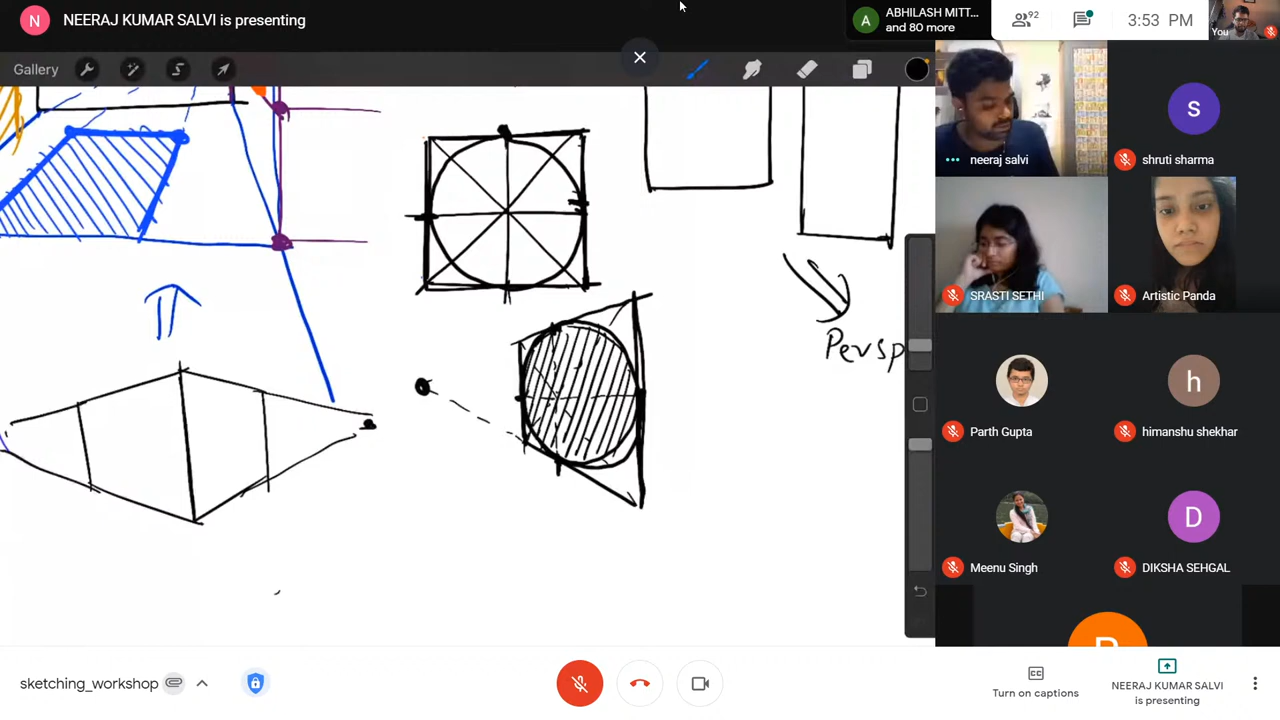 N NEERAJ KUMAR SALVI is presenting
A ABHILASH MITT...
and 80 more
92
3:53 PM
You
Gallery
neeraj salvi
S
shruti sharma
SRASTI SETHI
Artistic Panda
Persp
Parth Gupta
h
himanshu shekhar
Meenu Singh
D
DIKSHA SEHGAL
sketching_workshop
CC
Turn on captions
NEERAJ KUMAR SALVI
is presenting